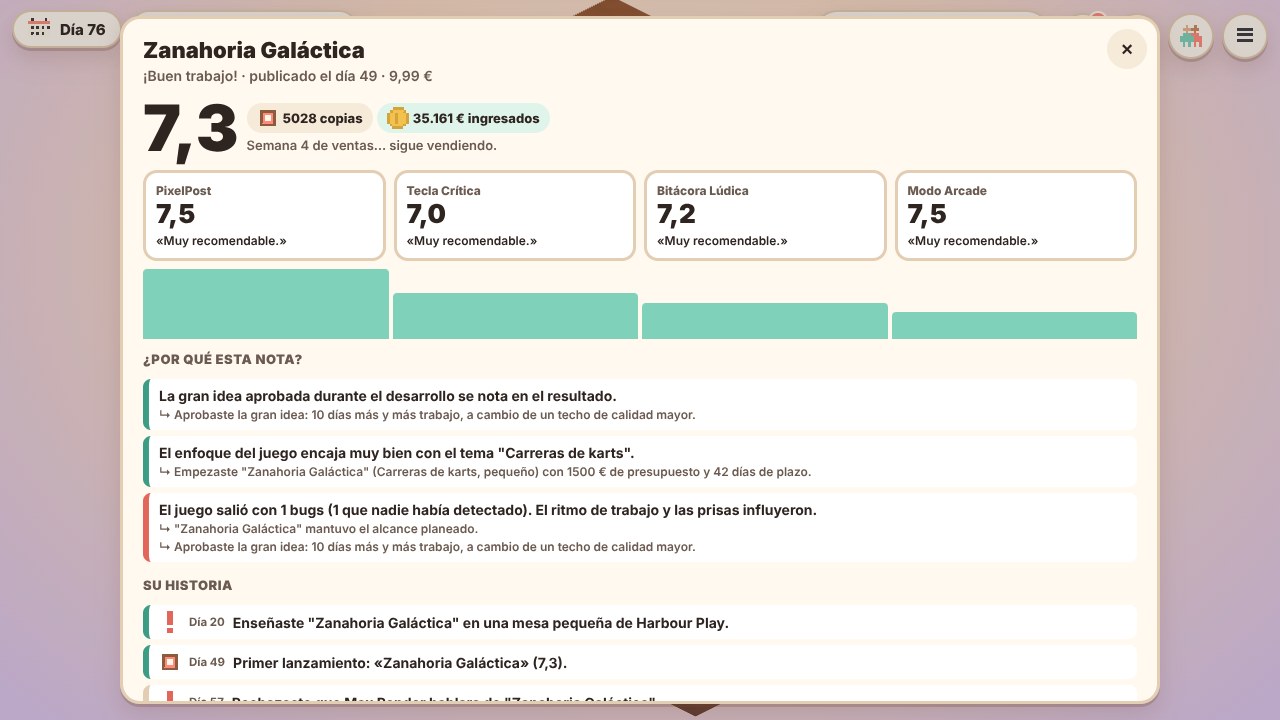 Día 76
Zanahoria Galáctica
¡Buen trabajo! · publicado el día 49 · 9,99 €
7,3
5028 copias
35.161 € ingresados
Semana 4 de ventas... sigue vendiendo.
PixelPost
7,5
«Muy recomendable.»
Tecla Crítica
7,0
«Muy recomendable.»
Bitácora Lúdica
7,2
«Muy recomendable.»
Modo Arcade
7,5
«Muy recomendable.»
¿POR QUÉ ESTA NOTA?
La gran idea aprobada durante el desarrollo se nota en el resultado.
↳ Aprobaste la gran idea: 10 días más y más trabajo, a cambio de un techo de calidad mayor.
El enfoque del juego encaja muy bien con el tema "Carreras de karts".
↳ Empezaste "Zanahoria Galáctica" (Carreras de karts, pequeño) con 1500 € de presupuesto y 42 días de plazo.
El juego salió con 1 bugs (1 que nadie había detectado). El ritmo de trabajo y las prisas influyeron.
↳ "Zanahoria Galáctica" mantuvo el alcance planeado.
↳ Aprobaste la gran idea: 10 días más y más trabajo, a cambio de un techo de calidad mayor.
SU HISTORIA
Día 20 Enseñaste "Zanahoria Galáctica" en una mesa pequeña de Harbour Play.
Día 49 Primer lanzamiento: «Zanahoria Galáctica» (7,3).